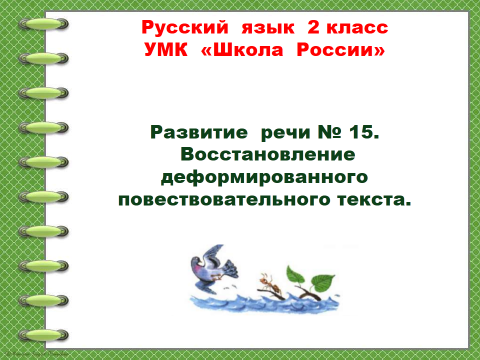 Русский язык 2 класс
УМК «Школа России»
Развитие речи № 15.
Восстановление
деформированного
повествовательного текста.